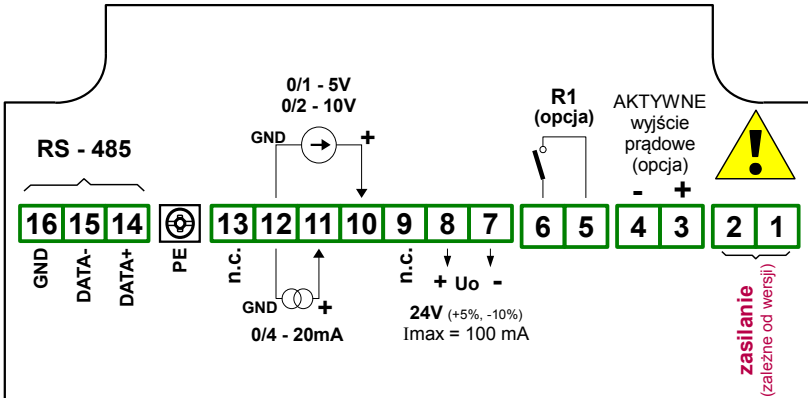 0/1 - 5V
0/2 - 10V
GND
+
RS - 485
R1
(opcja)
AKTYWNE
wyjście
prądowe
(opcja)
- +
16 15 14
13 12 11 10 9 8 7
6 5
4 3
2 1
GND
DATA-
DATA+
PE
n.c.
GND
+
0/4 - 20mA
n.c.
+ Uo -
24V (+5%, -10%)
Imax = 100 mA
zasilanie
(zależne od wersji)